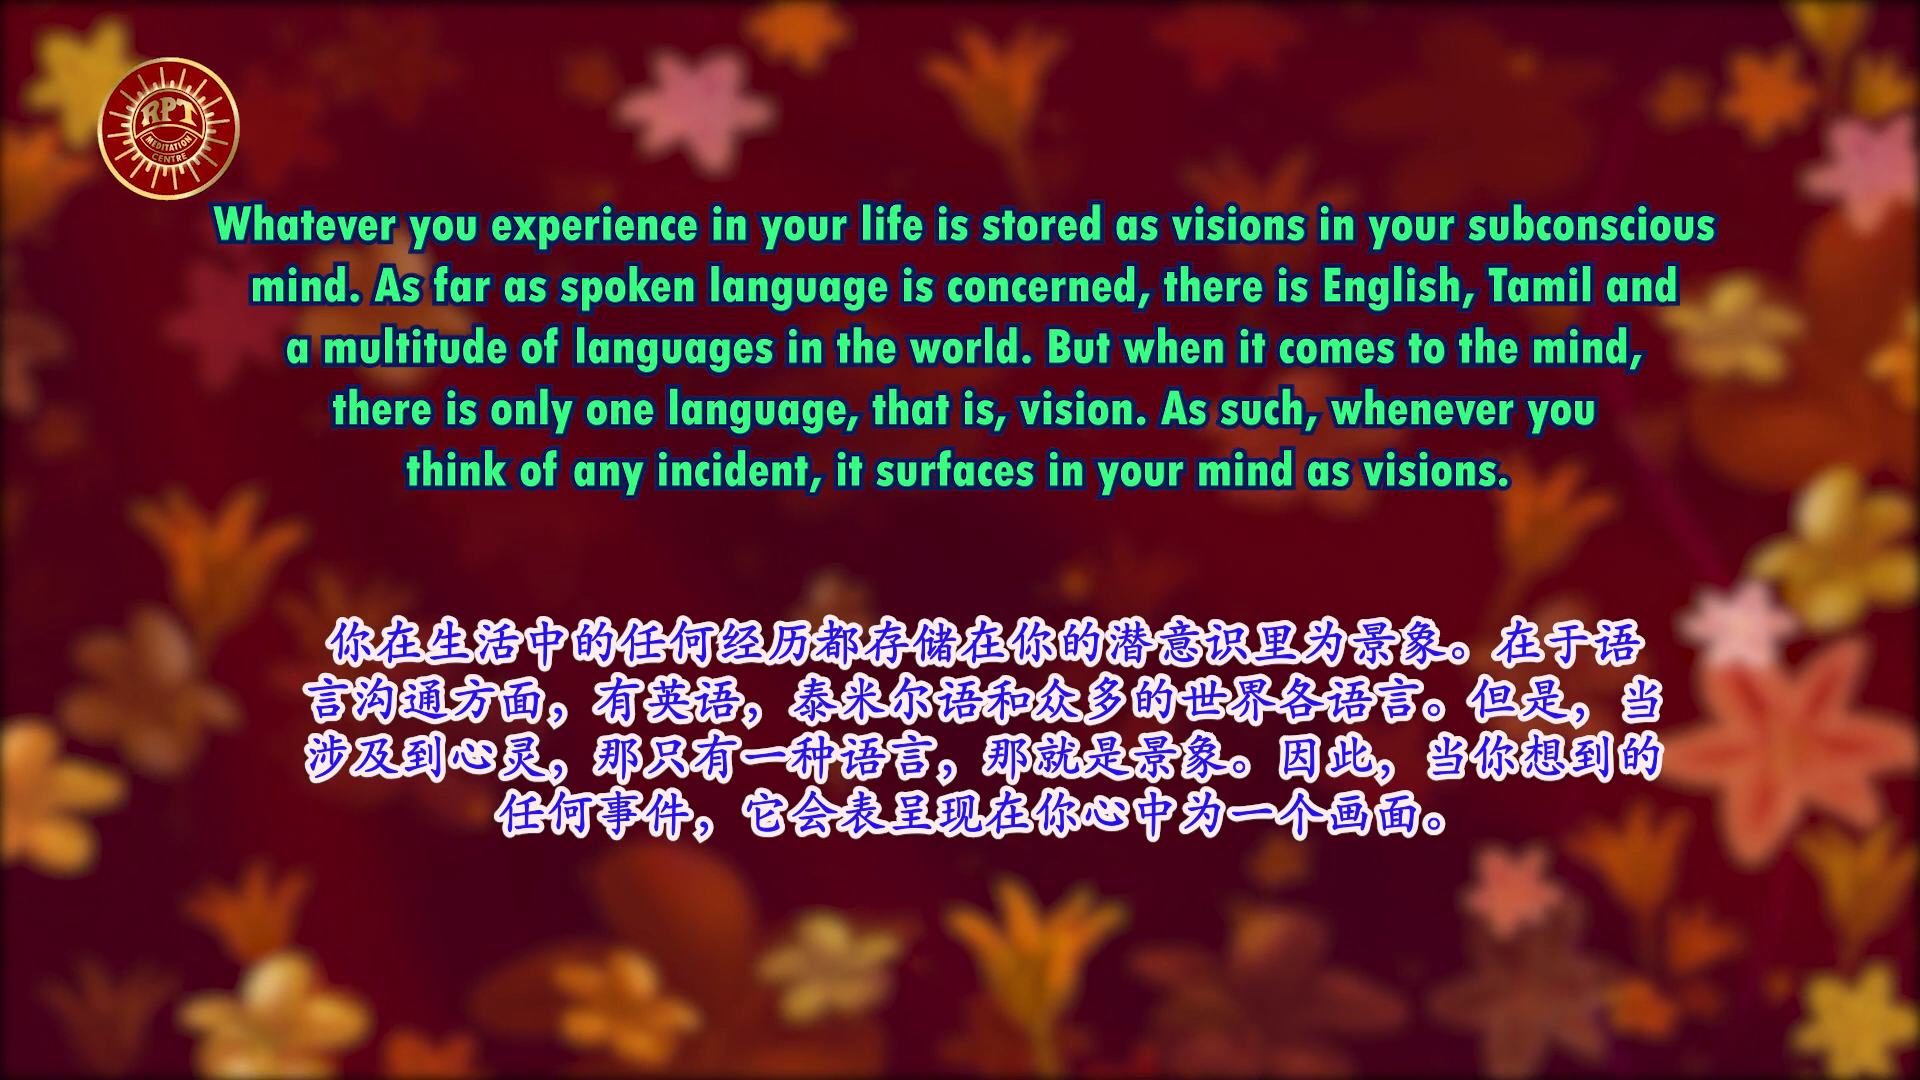 RPT
MEDITATION
CENTRE
Whatever you experience in your life is stored as visions in your subconscious
mind. As far as spoken language is concerned, there is English, Tamil and
a multitude of languages in the world. But when it comes to the mind,
there is only one language, that is, vision. As such, whenever you
think of any incident, it surfaces in your mind as visions.
你在生活中的任何经历都存储在你的潜意识里为景象。在于语
言沟通方面，有英语，泰米尔语和众多的世界各语言。但是，当
涉及到心灵，那只有一种语言，那就是景象。因此，当你想到的
任何事件，它会表呈现在你心中为一个画面。